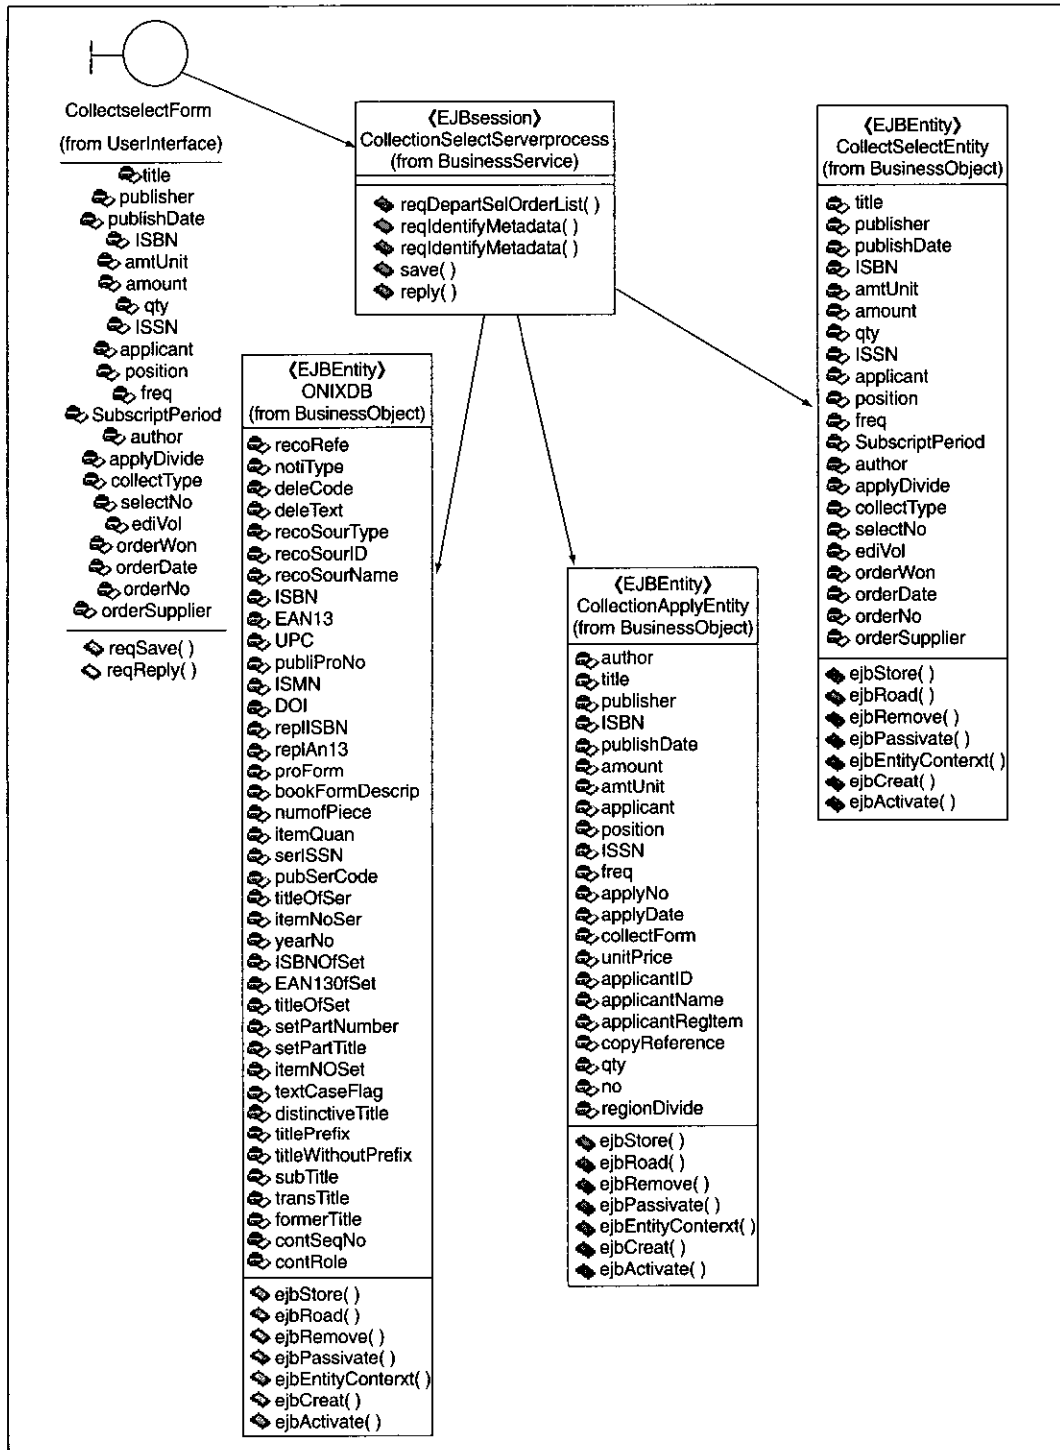 CollectselectForm
(from UserInterface)
title
publisher
publishDate
ISBN
amtUnit
amount
qty
ISSN
applicant
position
freq
SubscriptPeriod
author
applyDivide
collectType
selectNo
ediVol
orderWon
orderDate
orderNo
orderSupplier
reqSave( )
reqReply( )
《EJBsession》
CollectionSelectServerprocess
(from BusinessService)
reqDepartSelOrderList( )
reqIdentifyMetadata( )
reqIdentifyMetadata( )
save( )
reply( )
《EJBEntity》
ONIXDB
(from BusinessObject)
recoRefe
notiType
deleCode
deleText
recoSourType
recoSourID
recoSourName
ISBN
EAN13
UPC
publiProNo
ISMN
DOI
replISBN
replAn13
proForm
bookFormDescrip
numofPiece
itemQuan
serISSN
pubSerCode
titleOfSer
itemNoSer
yearNo
ISBNOfSet
EAN130fSet
titleOfSet
setPartNumber
setPartTitle
itemNOSet
textCaseFlag
distinctiveTitle
titlePrefix
titleWithoutPrefix
subTitle
transTitle
formerTitle
contSeqNo
contRole
ejbStore( )
ejbRoad( )
ejbRemove( )
ejbPassivate( )
ejbEntityConterxt( )
ejbCreat( )
ejbActivate( )
《EJBEntity》
CollectionApplyEntity
(from BusinessObject)
author
title
publisher
ISBN
publishDate
amount
amtUnit
applicant
position
ISSN
freq
applyNo
applyDate
collectForm
unitPrice
applicantID
applicantName
applicantRegItem
copyReference
qty
no
regionDivide
ejbStore( )
ejbRoad( )
ejbRemove( )
ejbPassivate( )
ejbEntityConterxt( )
ejbCreat( )
ejbActivate( )
《EJBEntity》
CollectSelectEntity
(from BusinessObject)
title
publisher
publishDate
ISBN
amtUnit
amount
qty
ISSN
applicant
position
freq
SubscriptPeriod
author
applyDivide
collectType
selectNo
ediVol
orderWon
orderDate
orderNo
orderSupplier
ejbStore( )
ejbRoad( )
ejbRemove( )
ejbPassivate( )
ejbEntityConterxt( )
ejbCreat( )
ejbActivate( )